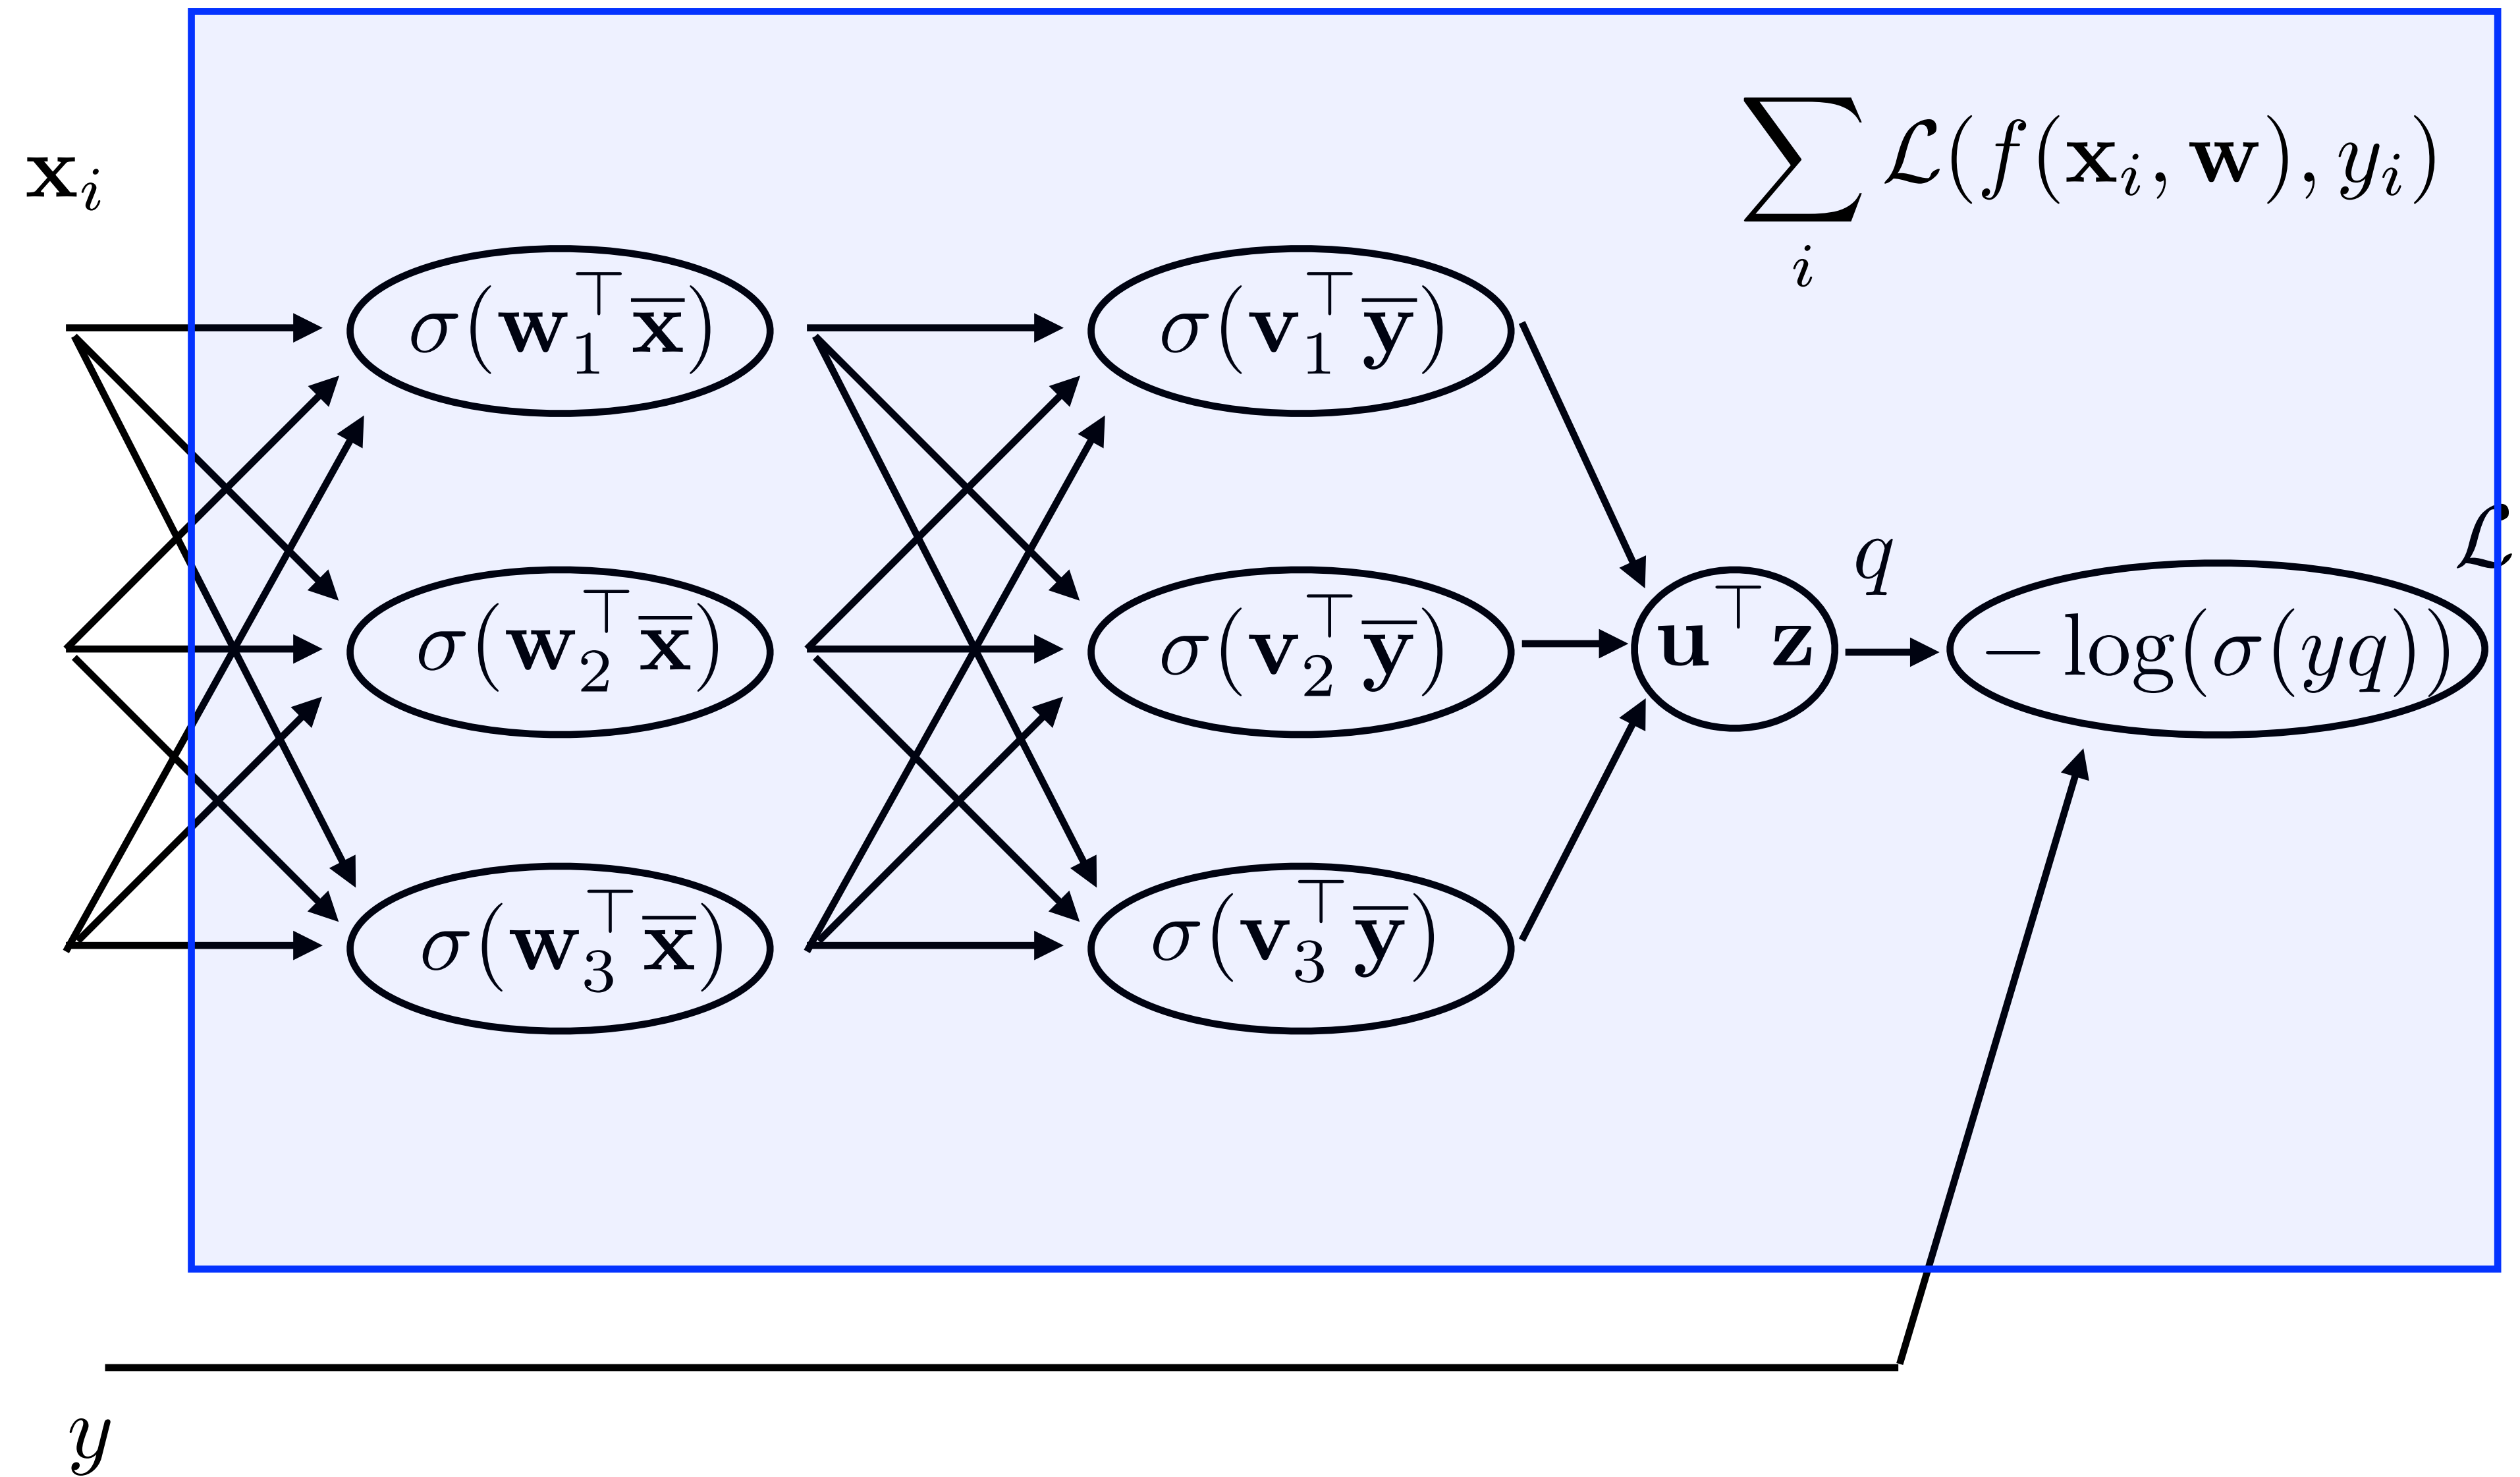 ∑_i ℒ(f(𝐱_i, 𝐰), y_i)
𝐱_i
σ(𝐰_1^⊤ 𝐱̅)
σ(𝐯_1^⊤ 𝐲̅)
q
ℒ
σ(𝐰_2^⊤ 𝐱̅)
σ(𝐯_2^⊤ 𝐲̅)
𝐮^⊤ 𝐳
−log(σ(yq))
σ(𝐰_3^⊤ 𝐱̅)
σ(𝐯_3^⊤ 𝐲̅)
y